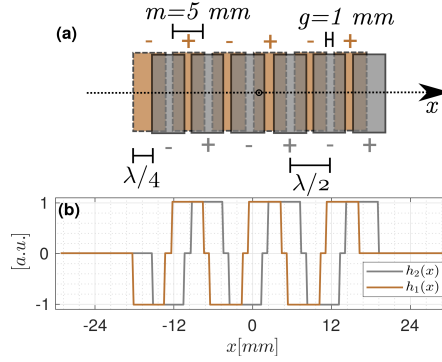 m=5 mm
g=1 mm
(a)
- + - + - +
x
- + - + - +
λ/4
λ/2
(b)
1
0
-1
[a.u.]
h₂(x)
h₁(x)
-24 -12 0 12 24
x[mm]